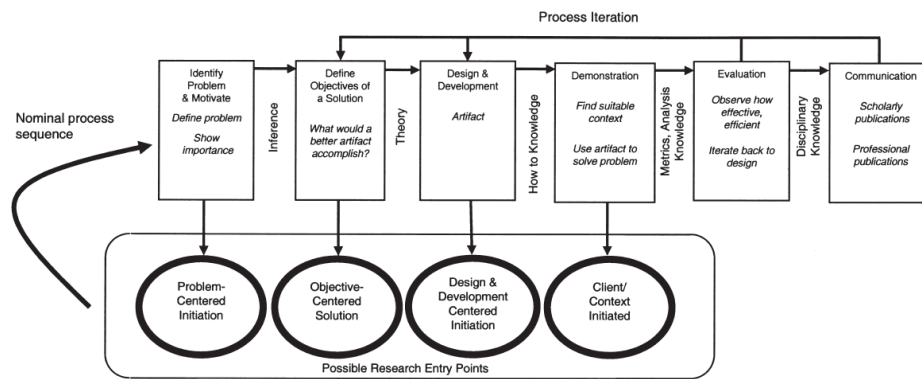 Process Iteration
Nominal process
sequence
Identify
Problem
& Motivate
Define problem
Show
importance
Inference
Define
Objectives of
a Solution
What would a
better artifact
accomplish?
Theory
Design &
Development
Artifact
How to Knowledge
Demonstration
Find suitable
context
Use artifact to
solve problem
Metrics, Analysis
Knowledge
Evaluation
Observe how
effective,
efficient
Iterate back to
design
Disciplinary
Knowledge
Communication
Scholarly
publications
Professional
publications
Problem-
Centered
Initiation
Objective-
Centered
Solution
Design &
Development
Centered
Initiation
Client/
Context
Initiated
Possible Research Entry Points